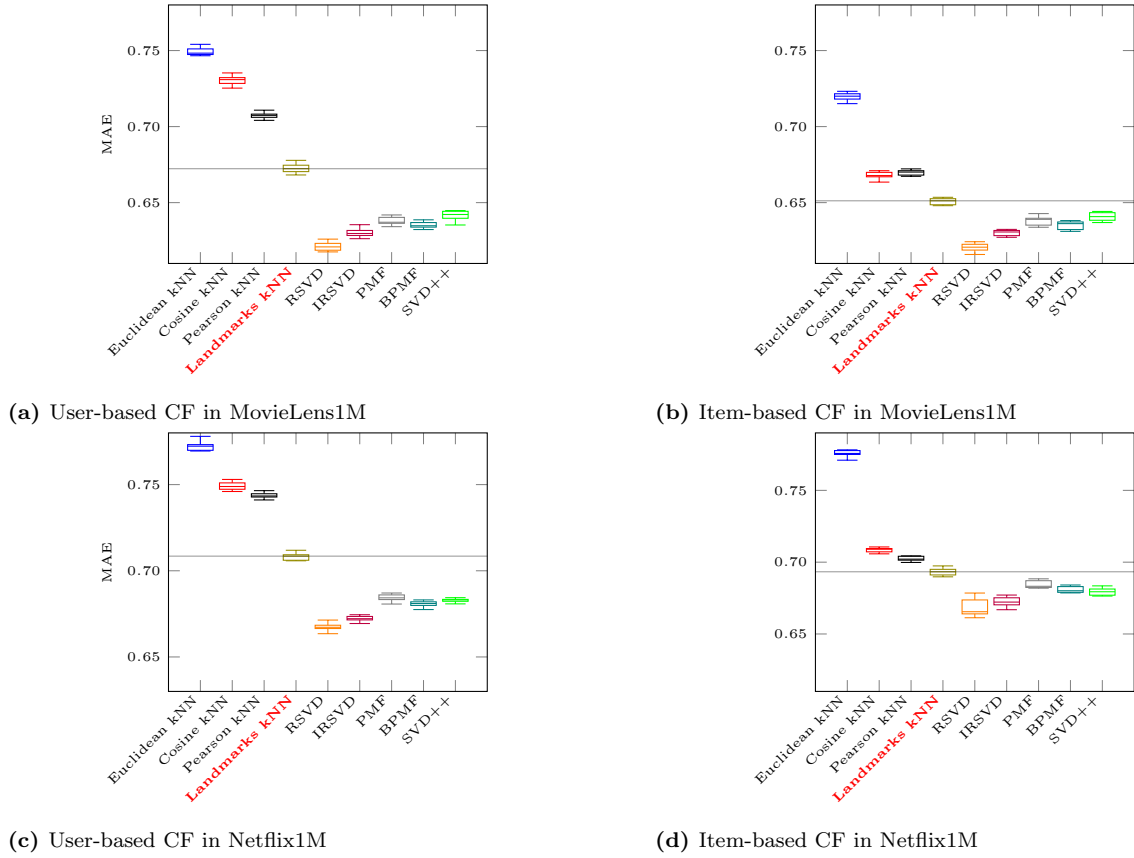 0.75
0.70
0.65
MAE
Euclidean kNN
Cosine kNN
Pearson kNN
Landmarks kNN
RSVD
IRSVD
PMF
BPMF
SVD++
(a) User-based CF in MovieLens1M
0.75
0.70
0.65
Euclidean kNN
Cosine kNN
Pearson kNN
Landmarks kNN
RSVD
IRSVD
PMF
BPMF
SVD++
(b) Item-based CF in MovieLens1M
0.75
0.70
0.65
MAE
Euclidean kNN
Cosine kNN
Pearson kNN
Landmarks kNN
RSVD
IRSVD
PMF
BPMF
SVD++
(c) User-based CF in Netflix1M
0.75
0.70
0.65
Euclidean kNN
Cosine kNN
Pearson kNN
Landmarks kNN
RSVD
IRSVD
PMF
BPMF
SVD++
(d) Item-based CF in Netflix1M